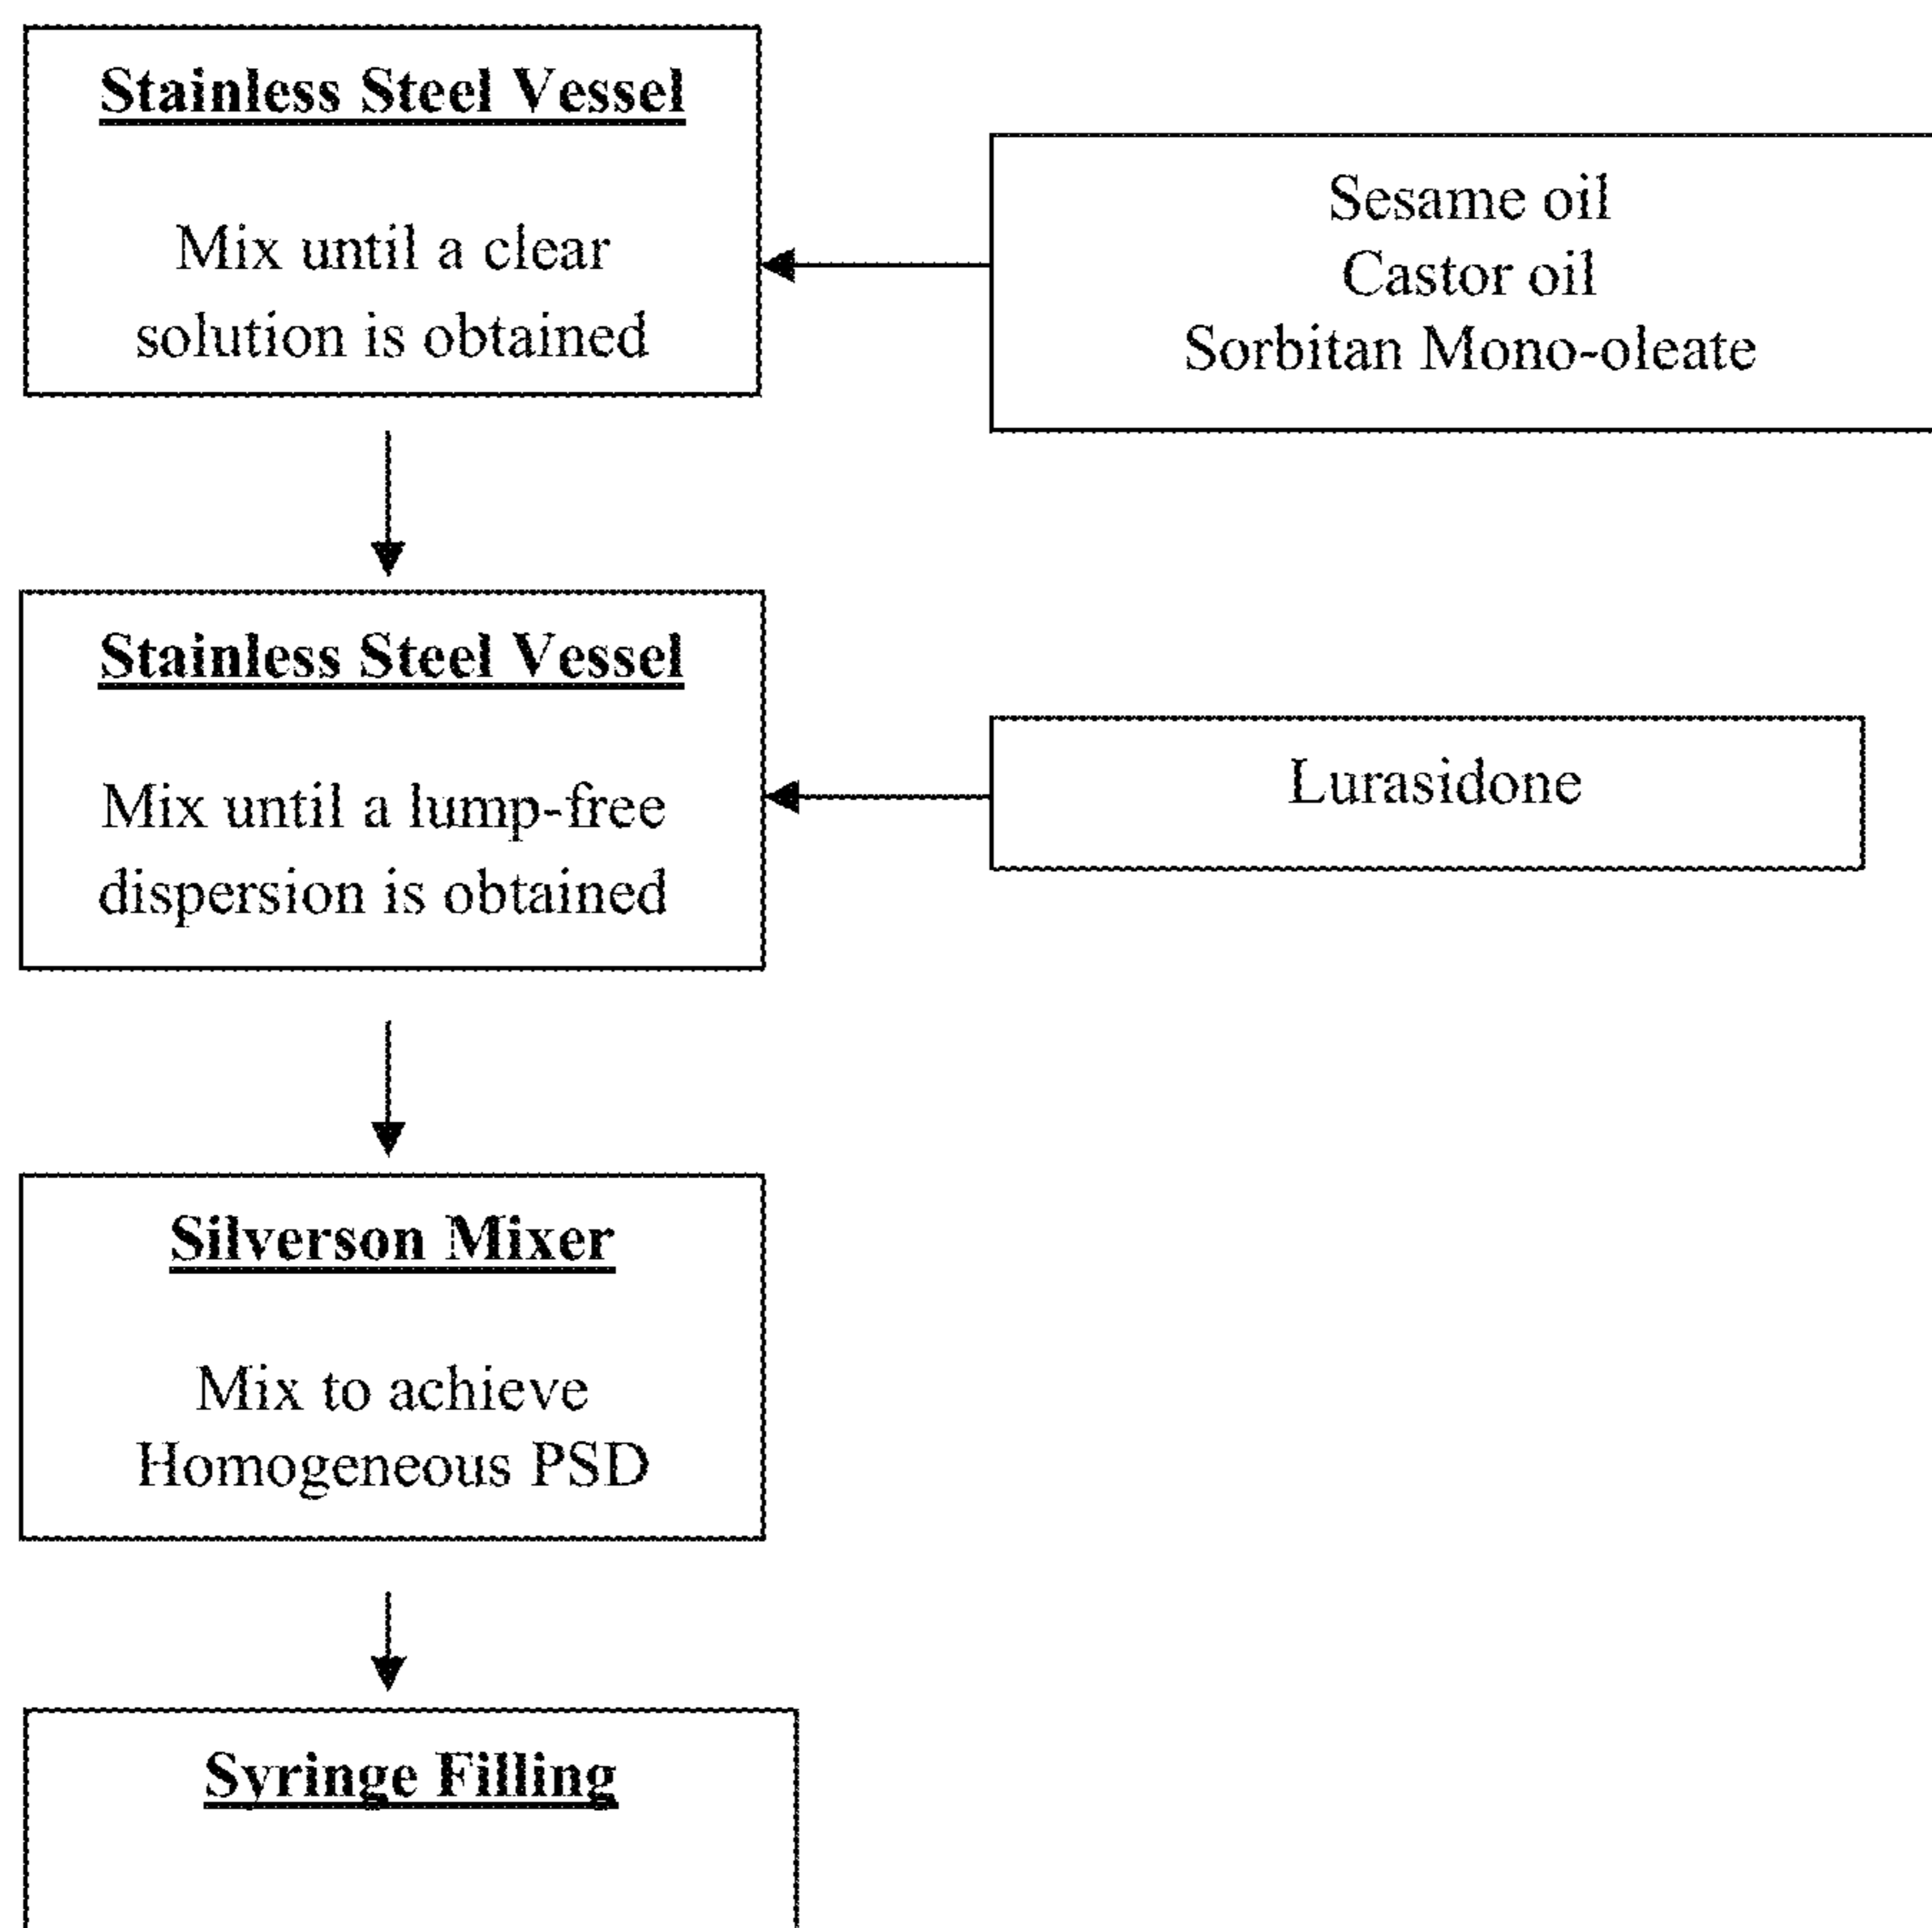 Stainless Steel Vessel
Mix until a clear
solution is obtained
Sesame oil
Castor oil
Sorbitan Mono-oleate
Stainless Steel Vessel
Mix until a lump-free
dispersion is obtained
Lurasidone
Silverson Mixer
Mix to achieve
Homogeneous PSD
Syringe Filling